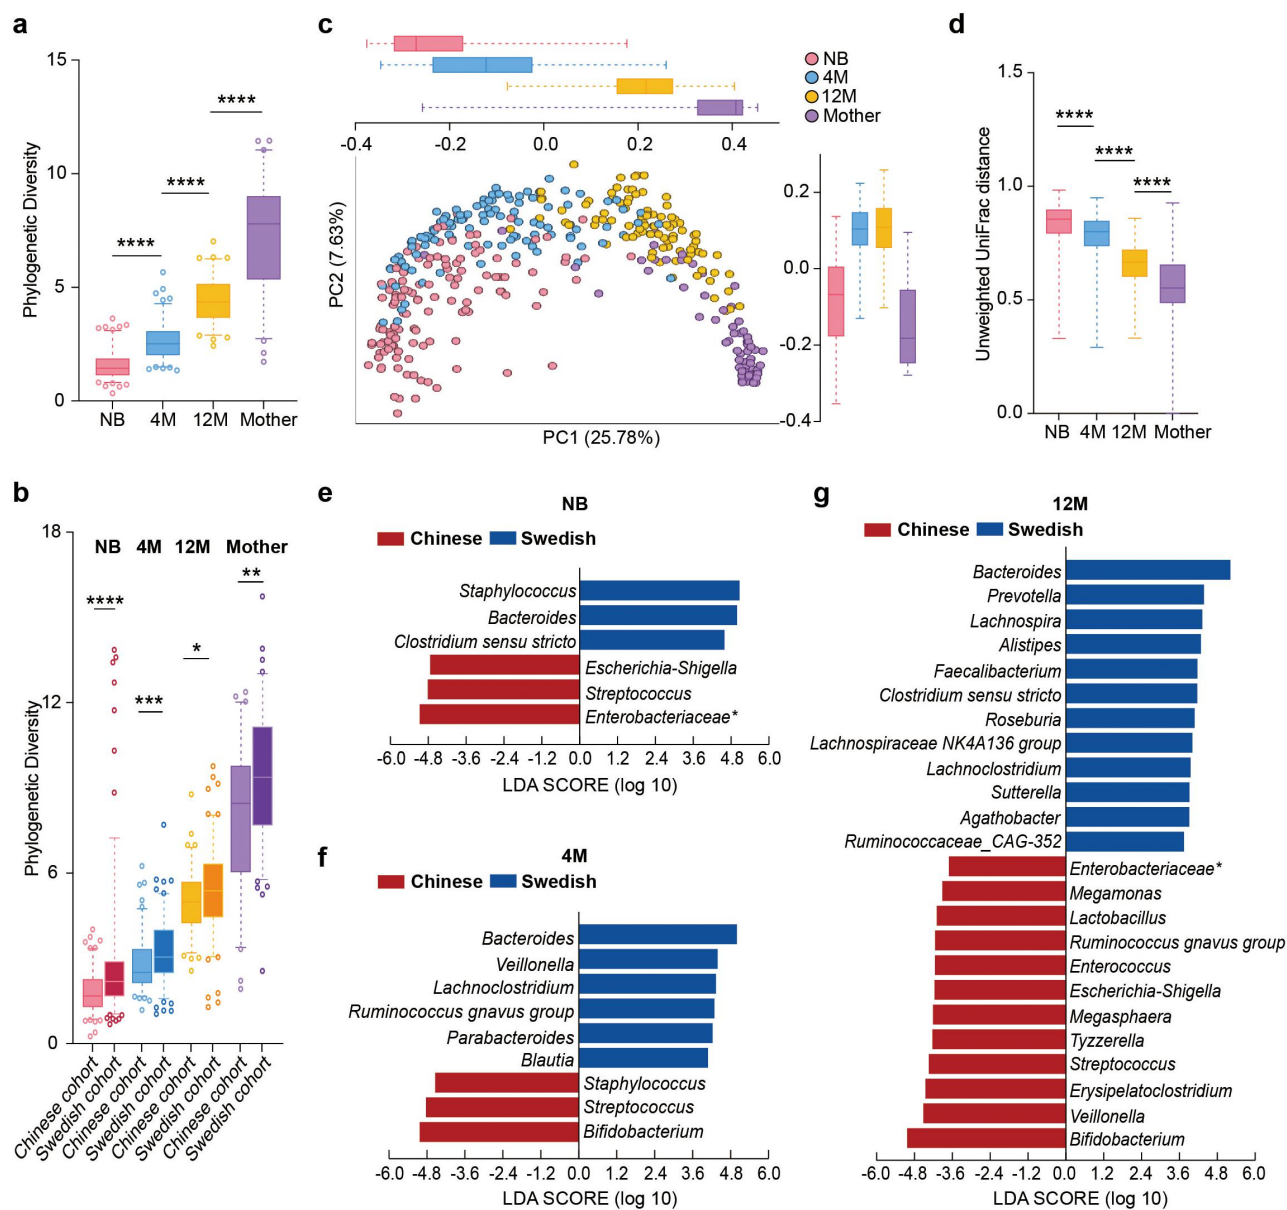 a
15
10
5
0
Phylogenetic Diversity
****
****
****
NB 4M 12M Mother
c
NB
4M
12M
Mother
-0.4 -0.2 0.0 0.2 0.4
PC2 (7.63%)
PC1 (25.78%)
0.2
0.0
-0.2
-0.4
d
1.5
1.0
0.5
0.0
Unweighted UniFrac distance
****
****
****
NB 4M 12M Mother
b
18
12
6
0
Phylogenetic Diversity
NB 4M 12M Mother
****
***
*
**
Chinese cohort
Swedish cohort
Chinese cohort
Swedish cohort
Chinese cohort
Swedish cohort
Chinese cohort
Swedish cohort
e
NB
Chinese Swedish
Staphylococcus
Bacteroides
Clostridium sensu stricto
Escherichia-Shigella
Streptococcus
Enterobacteriaceae*
-6.0 -4.8 -3.6 -2.4 -1.2 0.0 1.2 2.4 3.6 4.8 6.0
LDA SCORE (log 10)
f
4M
Chinese Swedish
Bacteroides
Veillonella
Lachnoclostridium
Ruminococcus gnavus group
Parabacteroides
Blautia
Staphylococcus
Streptococcus
Bifidobacterium
-6.0 -4.8 -3.6 -2.4 -1.2 0.0 1.2 2.4 3.6 4.8 6.0
LDA SCORE (log 10)
g
12M
Chinese Swedish
Bacteroides
Prevotella
Lachnospira
Alistipes
Faecalibacterium
Clostridium sensu stricto
Roseburia
Lachnospiraceae NK4A136 group
Lachnoclostridium
Sutterella
Agathobacter
Ruminococcaceae_CAG-352
Enterobacteriaceae*
Megamonas
Lactobacillus
Ruminococcus gnavus group
Enterococcus
Escherichia-Shigella
Megasphaera
Tyzzerella
Streptococcus
Erysipelatoclostridium
Veillonella
Bifidobacterium
-6.0 -4.8 -3.6 -2.4 -1.2 0.0 1.2 2.4 3.6 4.8 6.0
LDA SCORE (log 10)